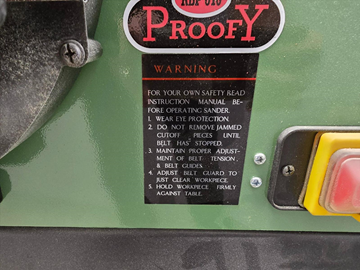 RDF 010
PROOFY
WARNING
FOR YOUR OWN SAFETY READ
INSTRUCTION MANUAL BE-
FORE OPERATING SANDER.
1. WEAR EYE PROTECTION.
2. DO NOT REMOVE JAMMED
CUTOFF PIECES UNTIL
BELT HAS STOPPED.
3. MAINTAIN PROPER ADJUST-
MENT OF BELT TENSION
& BELT GUIDES.
4. ADJUST BELT GUARD TO
JUST CLEAR WORKPIECE.
5. HOLD WORKPIECE FIRMLY
AGAINST TABLE.